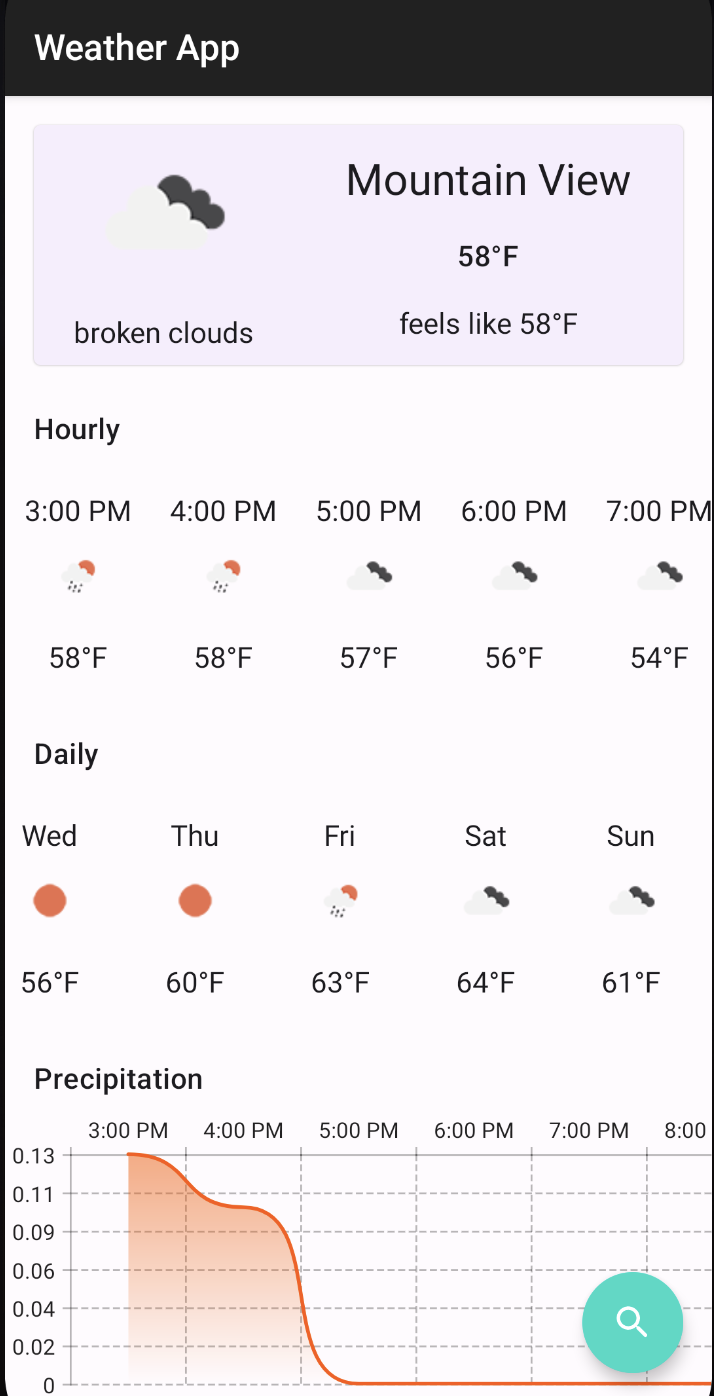 Weather App
Mountain View
58°F
feels like 58°F
broken clouds
Hourly
3:00 PM 4:00 PM 5:00 PM 6:00 PM 7:00 PM
58°F 58°F 57°F 56°F 54°F
Daily
Wed Thu Fri Sat Sun
56°F 60°F 63°F 64°F 61°F
Precipitation
3:00 PM 4:00 PM 5:00 PM 6:00 PM 7:00 PM 8:00
0.13
0.11
0.09
0.06
0.04
0.02
0